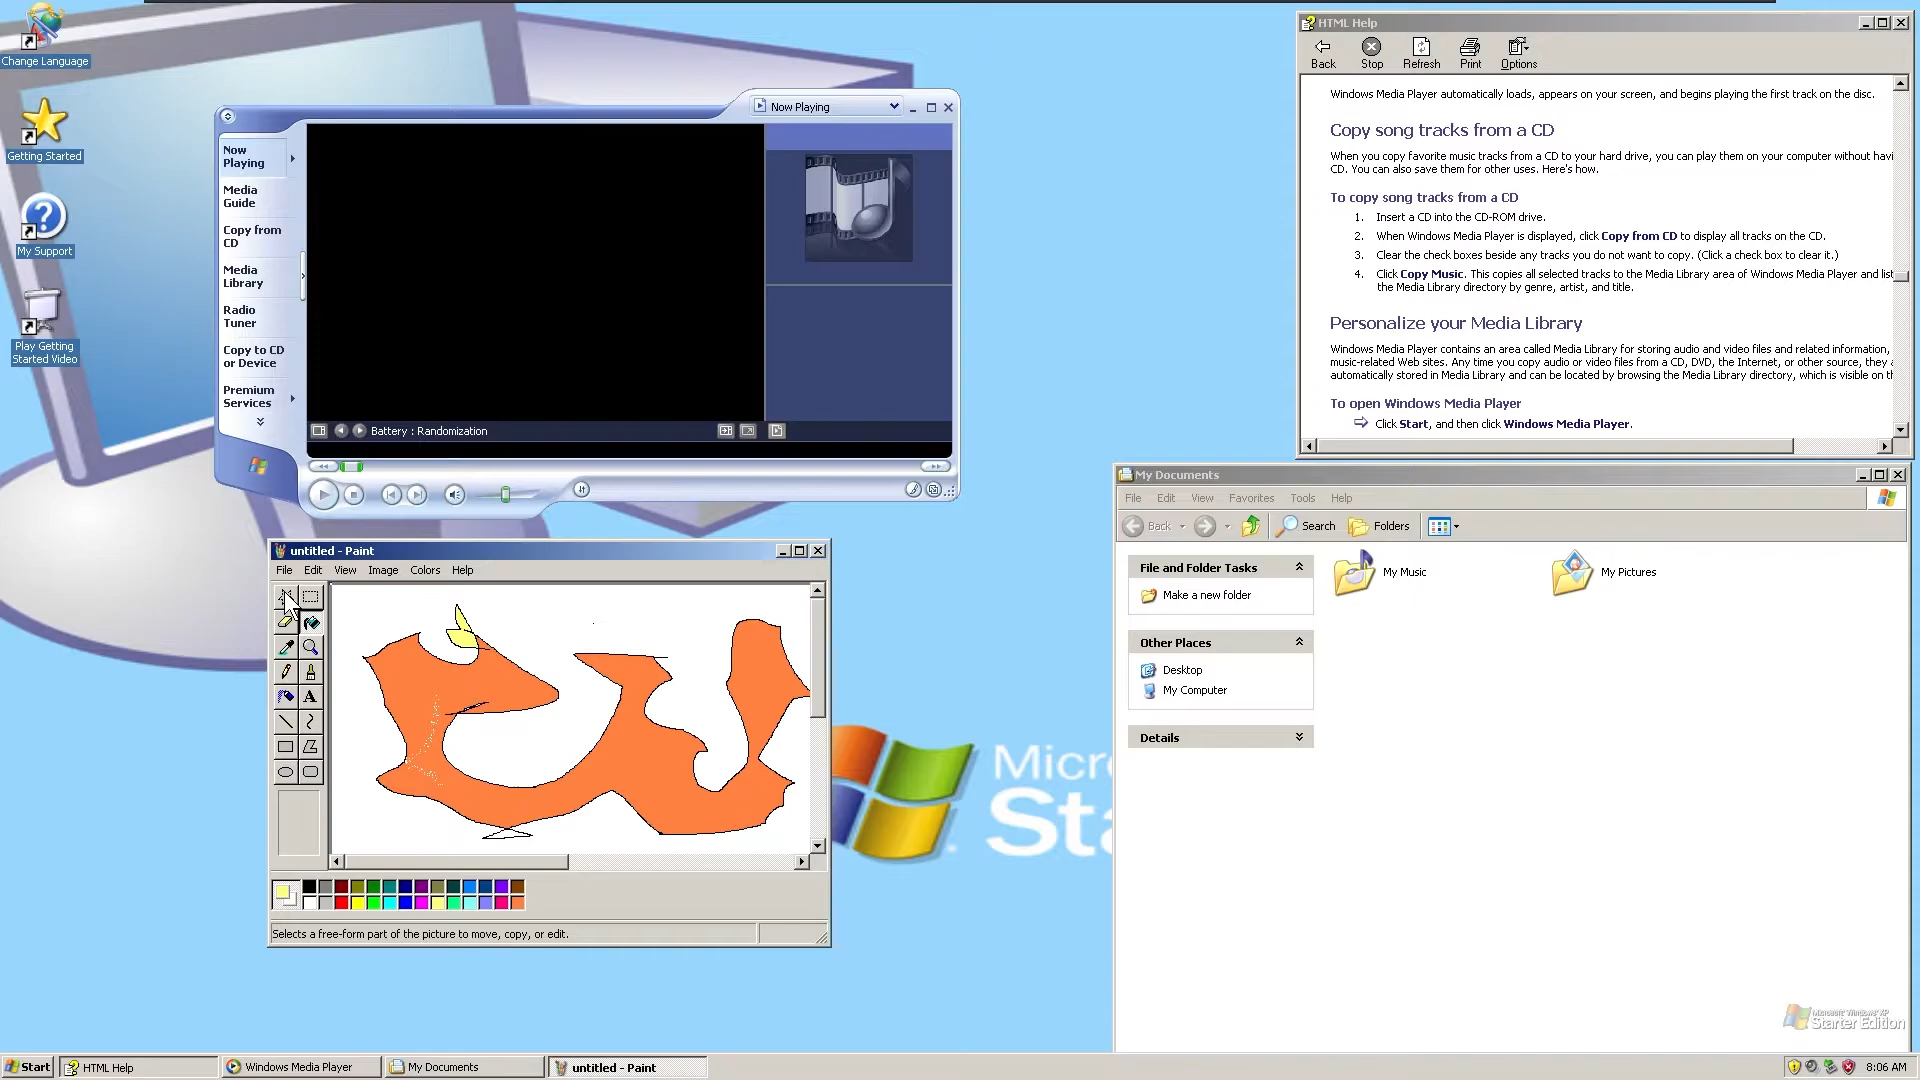 Change Language
Getting Started
My Support
Play Getting
Started Video
Now Playing
Now
Playing
Media
Guide
Copy from
CD
Media
Library
Radio
Tuner
Copy to CD
or Device
Premium
Services
Battery : Randomization
HTML Help
Back
Stop
Refresh
Print
Options
Windows Media Player automatically loads, appears on your screen, and begins playing the first track on the disc.
Copy song tracks from a CD
When you copy favorite music tracks from a CD to your hard drive, you can play them on your computer without havi
CD. You can also save them for other uses. Here's how.
To copy song tracks from a CD
1. Insert a CD into the CD-ROM drive.
2. When Windows Media Player is displayed, click Copy from CD to display all tracks on the CD.
3. Clear the check boxes beside any tracks you do not want to copy. (Click a check box to clear it.)
4. Click Copy Music. This copies all selected tracks to the Media Library area of Windows Media Player and list
the Media Library directory by genre, artist, and title.
Personalize your Media Library
Windows Media Player contains an area called Media Library for storing audio and video files and related information,
music-related Web sites. Any time you copy audio or video files from a CD, DVD, the Internet, or other source, they a
automatically stored in Media Library and can be located by browsing the Media Library directory, which is visible on th
To open Windows Media Player
Click Start, and then click Windows Media Player.
untitled - Paint
File Edit View Image Colors Help
A
Selects a free-form part of the picture to move, copy, or edit.
Micr
Sta
My Documents
File Edit View Favorites Tools Help
Back Search Folders
File and Folder Tasks
Make a new folder
Other Places
Desktop
My Computer
Details
My Music
My Pictures
Microsoft Windows XP
Starter Edition
Start HTML Help Windows Media Player My Documents untitled - Paint 8:06 AM